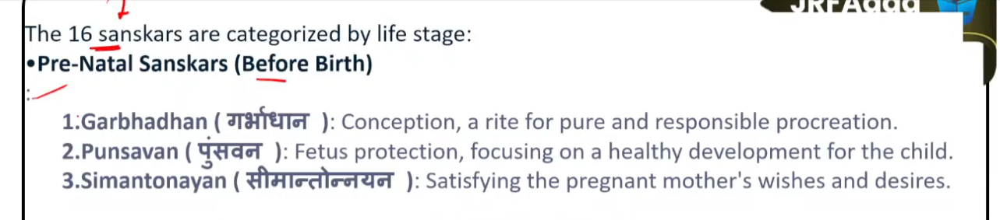 JRFAdda
The 16 sanskars are categorized by life stage:
•Pre-Natal Sanskars (Before Birth)
:
1.Garbhadhan ( गर्भाधान ): Conception, a rite for pure and responsible procreation.
2.Punsavan ( पुंसवन ): Fetus protection, focusing on a healthy development for the child.
3.Simantonayan ( सीमान्तोन्नयन ): Satisfying the pregnant mother's wishes and desires.